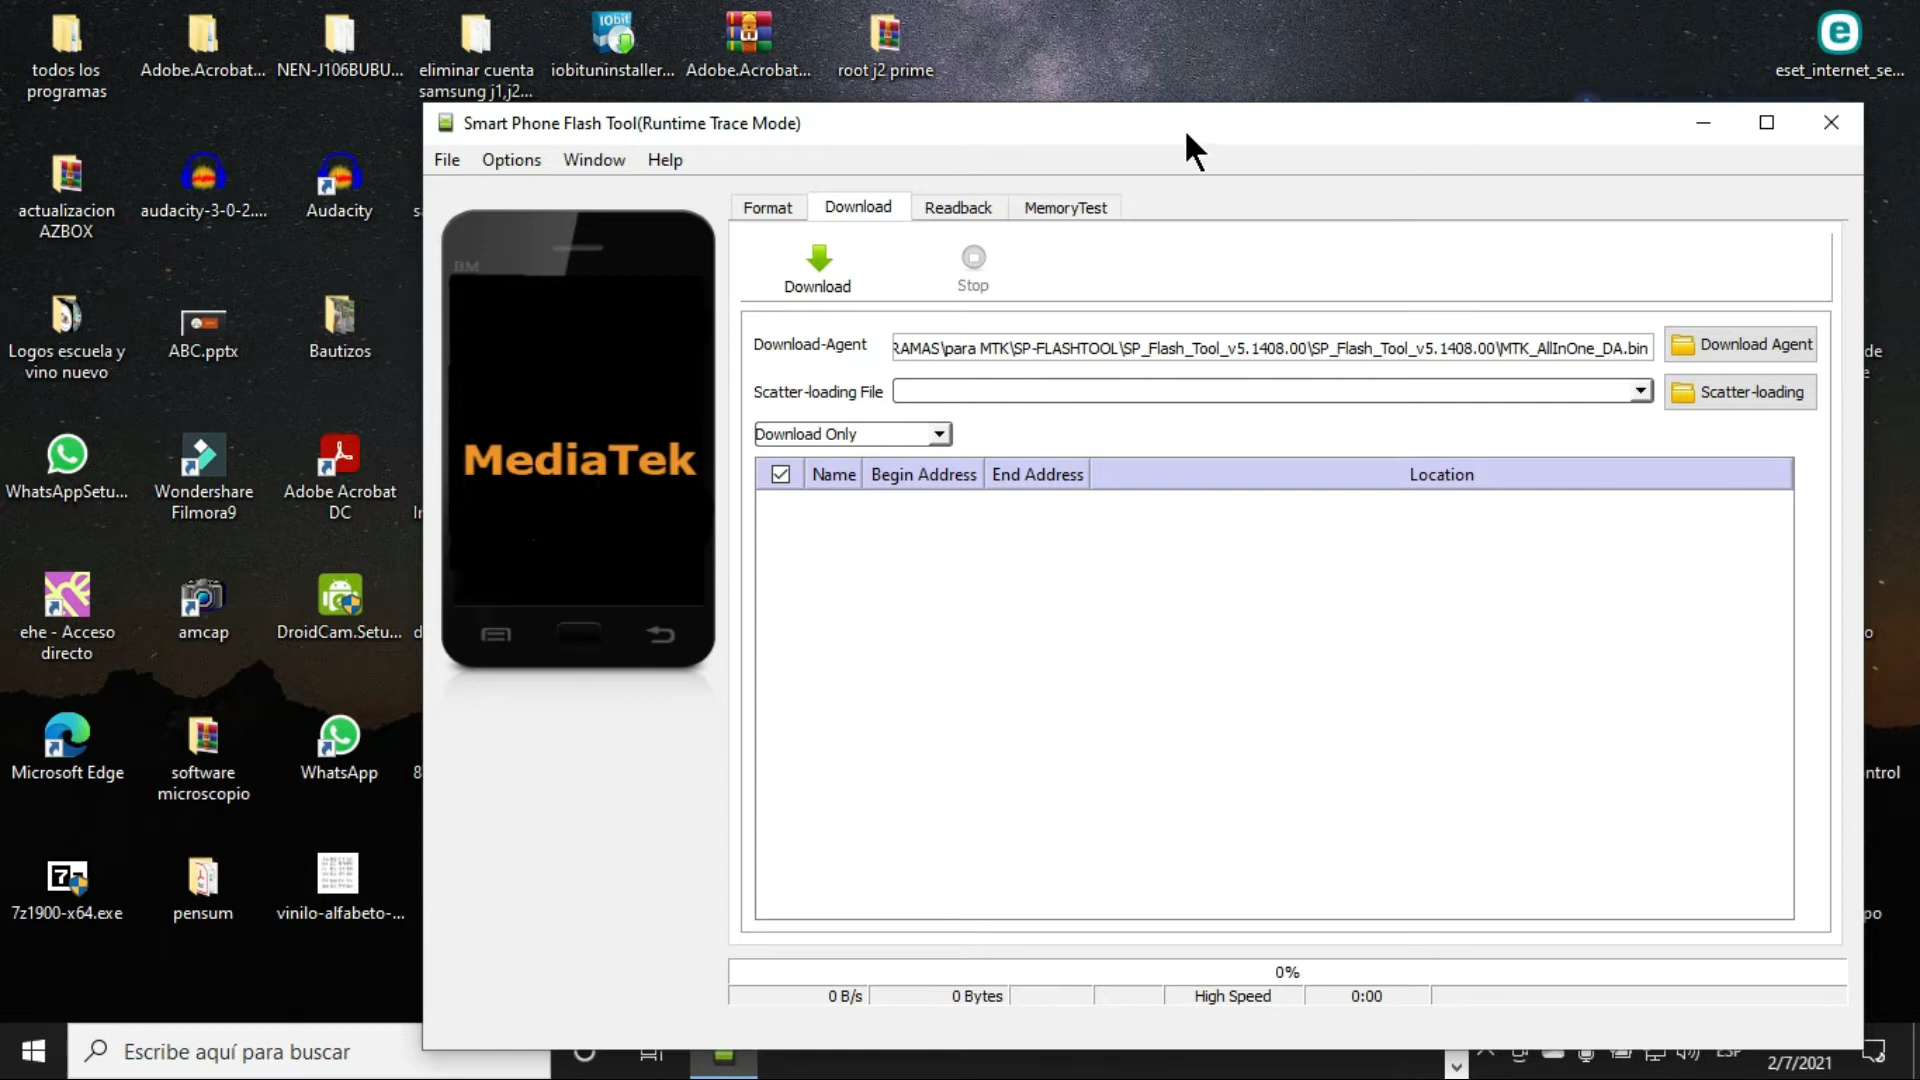 todos los
programas
Adobe.Acrobat...
NEN-J106BUBU...
eliminar cuenta
samsung j1,j2...
iobituninstaller...
Adobe.Acrobat...
root j2 prime
eset_internet_se...
actualizacion
AZBOX
audacity-3-0-2....
Audacity
Logos escuela y
vino nuevo
ABC.pptx
Bautizos
WhatsAppSetu...
Wondershare
Filmora9
Adobe Acrobat
DC
ehe - Acceso
directo
amcap
DroidCam.Setu...
Microsoft Edge
software
microscopio
WhatsApp
7z1900-x64.exe
pensum
vinilo-alfabeto-...
Smart Phone Flash Tool(Runtime Trace Mode)
File Options Window Help
BM
MediaTek
Format Download Readback MemoryTest
Download Stop
Download-Agent RAMAS\para MTK\SP-FLASHTOOL\SP_Flash_Tool_v5.1408.00\SP_Flash_Tool_v5.1408.00\MTK_AllInOne_DA.bin Download Agent
Scatter-loading File Scatter-loading
Download Only
Name Begin Address End Address Location
0%
0 B/s 0 Bytes High Speed 0:00
Escribe aquí para buscar
ESP
2/7/2021